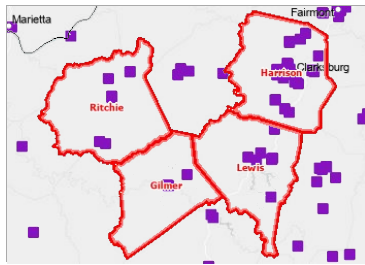 Fairmont
Marietta
Clarksburg
Harrison
Ritchie
Lewis
Gilmer